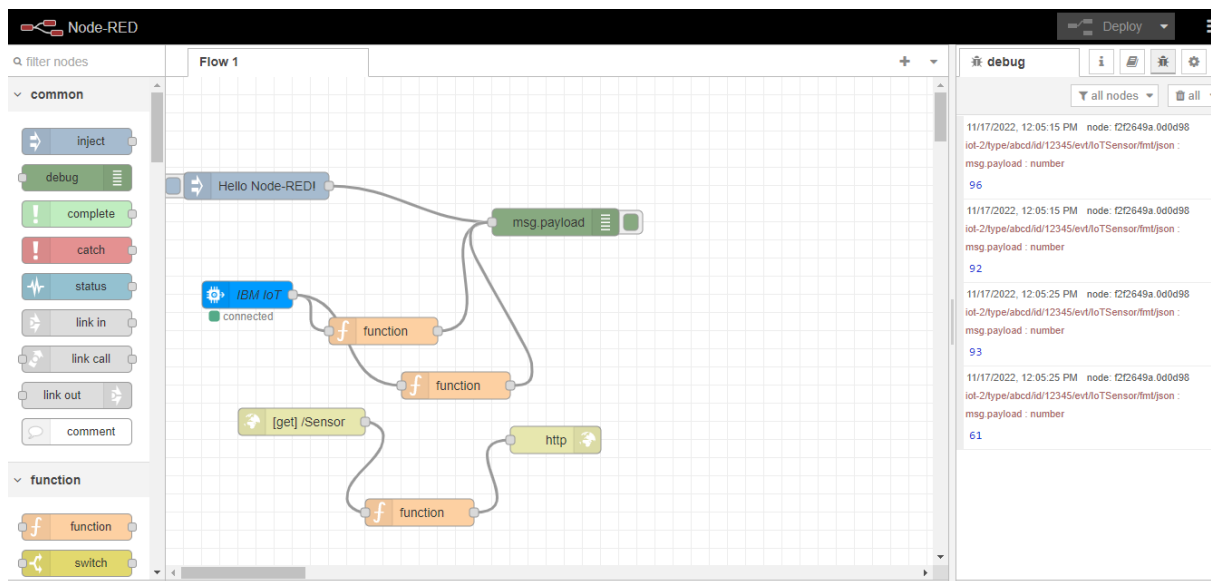 Node-RED
Deploy
filter nodes
common
inject
debug
complete
catch
status
link in
link call
link out
comment
function
function
switch
Flow 1
Hello Node-RED!
msg.payload
IBM IoT
connected
function
function
[get] /Sensor
http
function
debug
all nodes
all
11/17/2022, 12:05:15 PM node: f2f2649a.0d0d98
iot-2/type/abcd/id/12345/evt/IoTSensor/fmt/json :
msg.payload : number
96
11/17/2022, 12:05:15 PM node: f2f2649a.0d0d98
iot-2/type/abcd/id/12345/evt/IoTSensor/fmt/json :
msg.payload : number
92
11/17/2022, 12:05:25 PM node: f2f2649a.0d0d98
iot-2/type/abcd/id/12345/evt/IoTSensor/fmt/json :
msg.payload : number
93
11/17/2022, 12:05:25 PM node: f2f2649a.0d0d98
iot-2/type/abcd/id/12345/evt/IoTSensor/fmt/json :
msg.payload : number
61